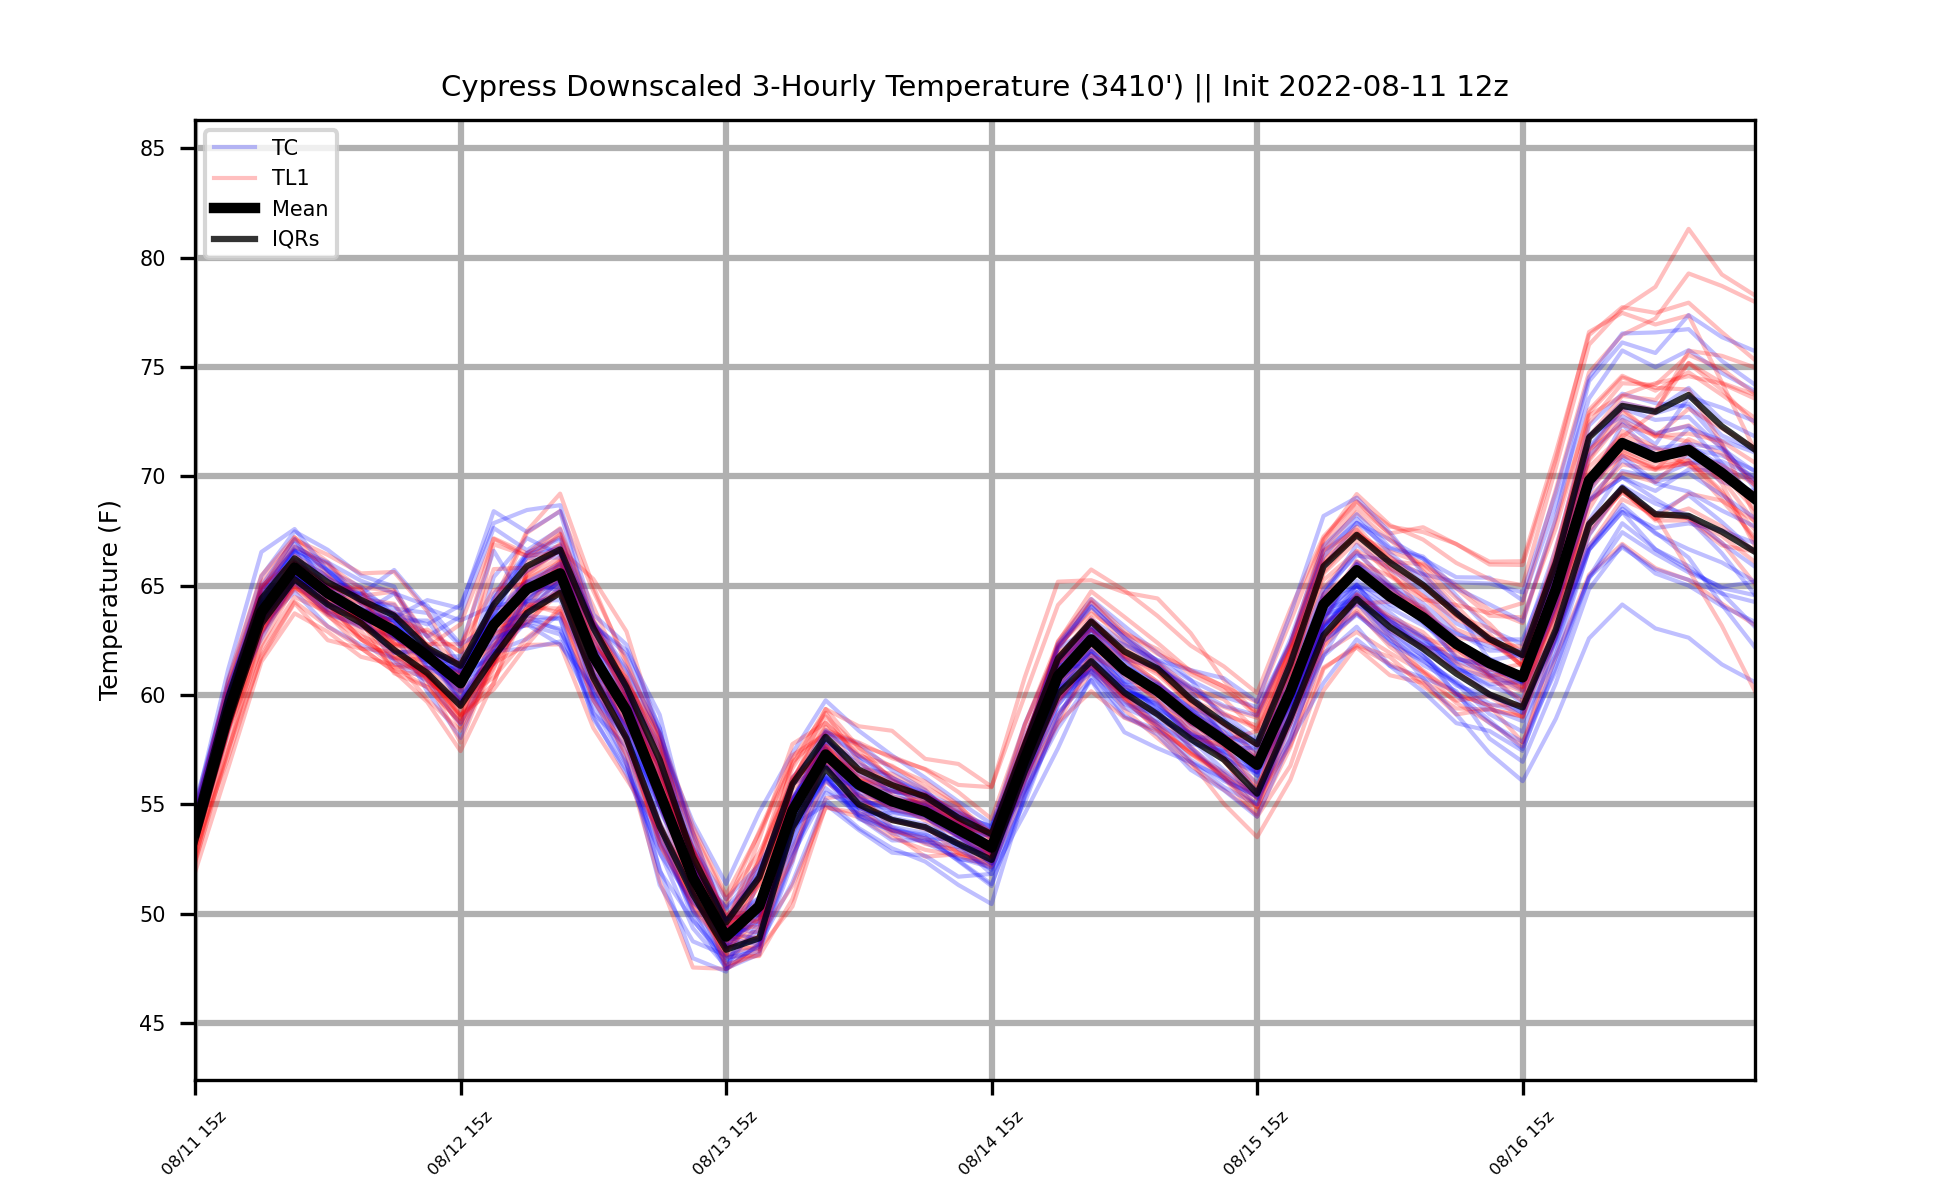 Cypress Downscaled 3-Hourly Temperature (3410') || Init 2022-08-11 12z
TC
TL1
Mean
IQRs
Temperature (F)
85
80
75
70
65
60
55
50
45
08/11 15z
08/12 15z
08/13 15z
08/14 15z
08/15 15z
08/16 15z